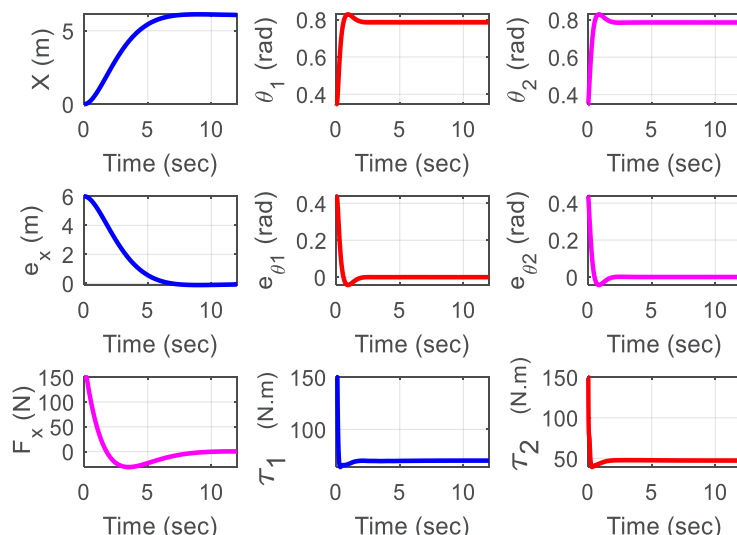 X (m)
5
0
0 5 10
Time (sec)
θ1 (rad)
0.8
0.6
0.4
0 5 10
Time (sec)
θ2 (rad)
0.8
0.6
0.4
0 5 10
Time (sec)
ex (m)
6
4
2
0
0 5 10
Time (sec)
eθ1 (rad)
0.4
0.2
0
0 5 10
Time (sec)
eθ2 (rad)
0.4
0.2
0
0 5 10
Time (sec)
Fx (N)
150
100
50
0
0 5 10
Time (sec)
τ1 (N.m)
150
100
0 5 10
Time (sec)
τ2 (N.m)
150
100
50
0 5 10
Time (sec)